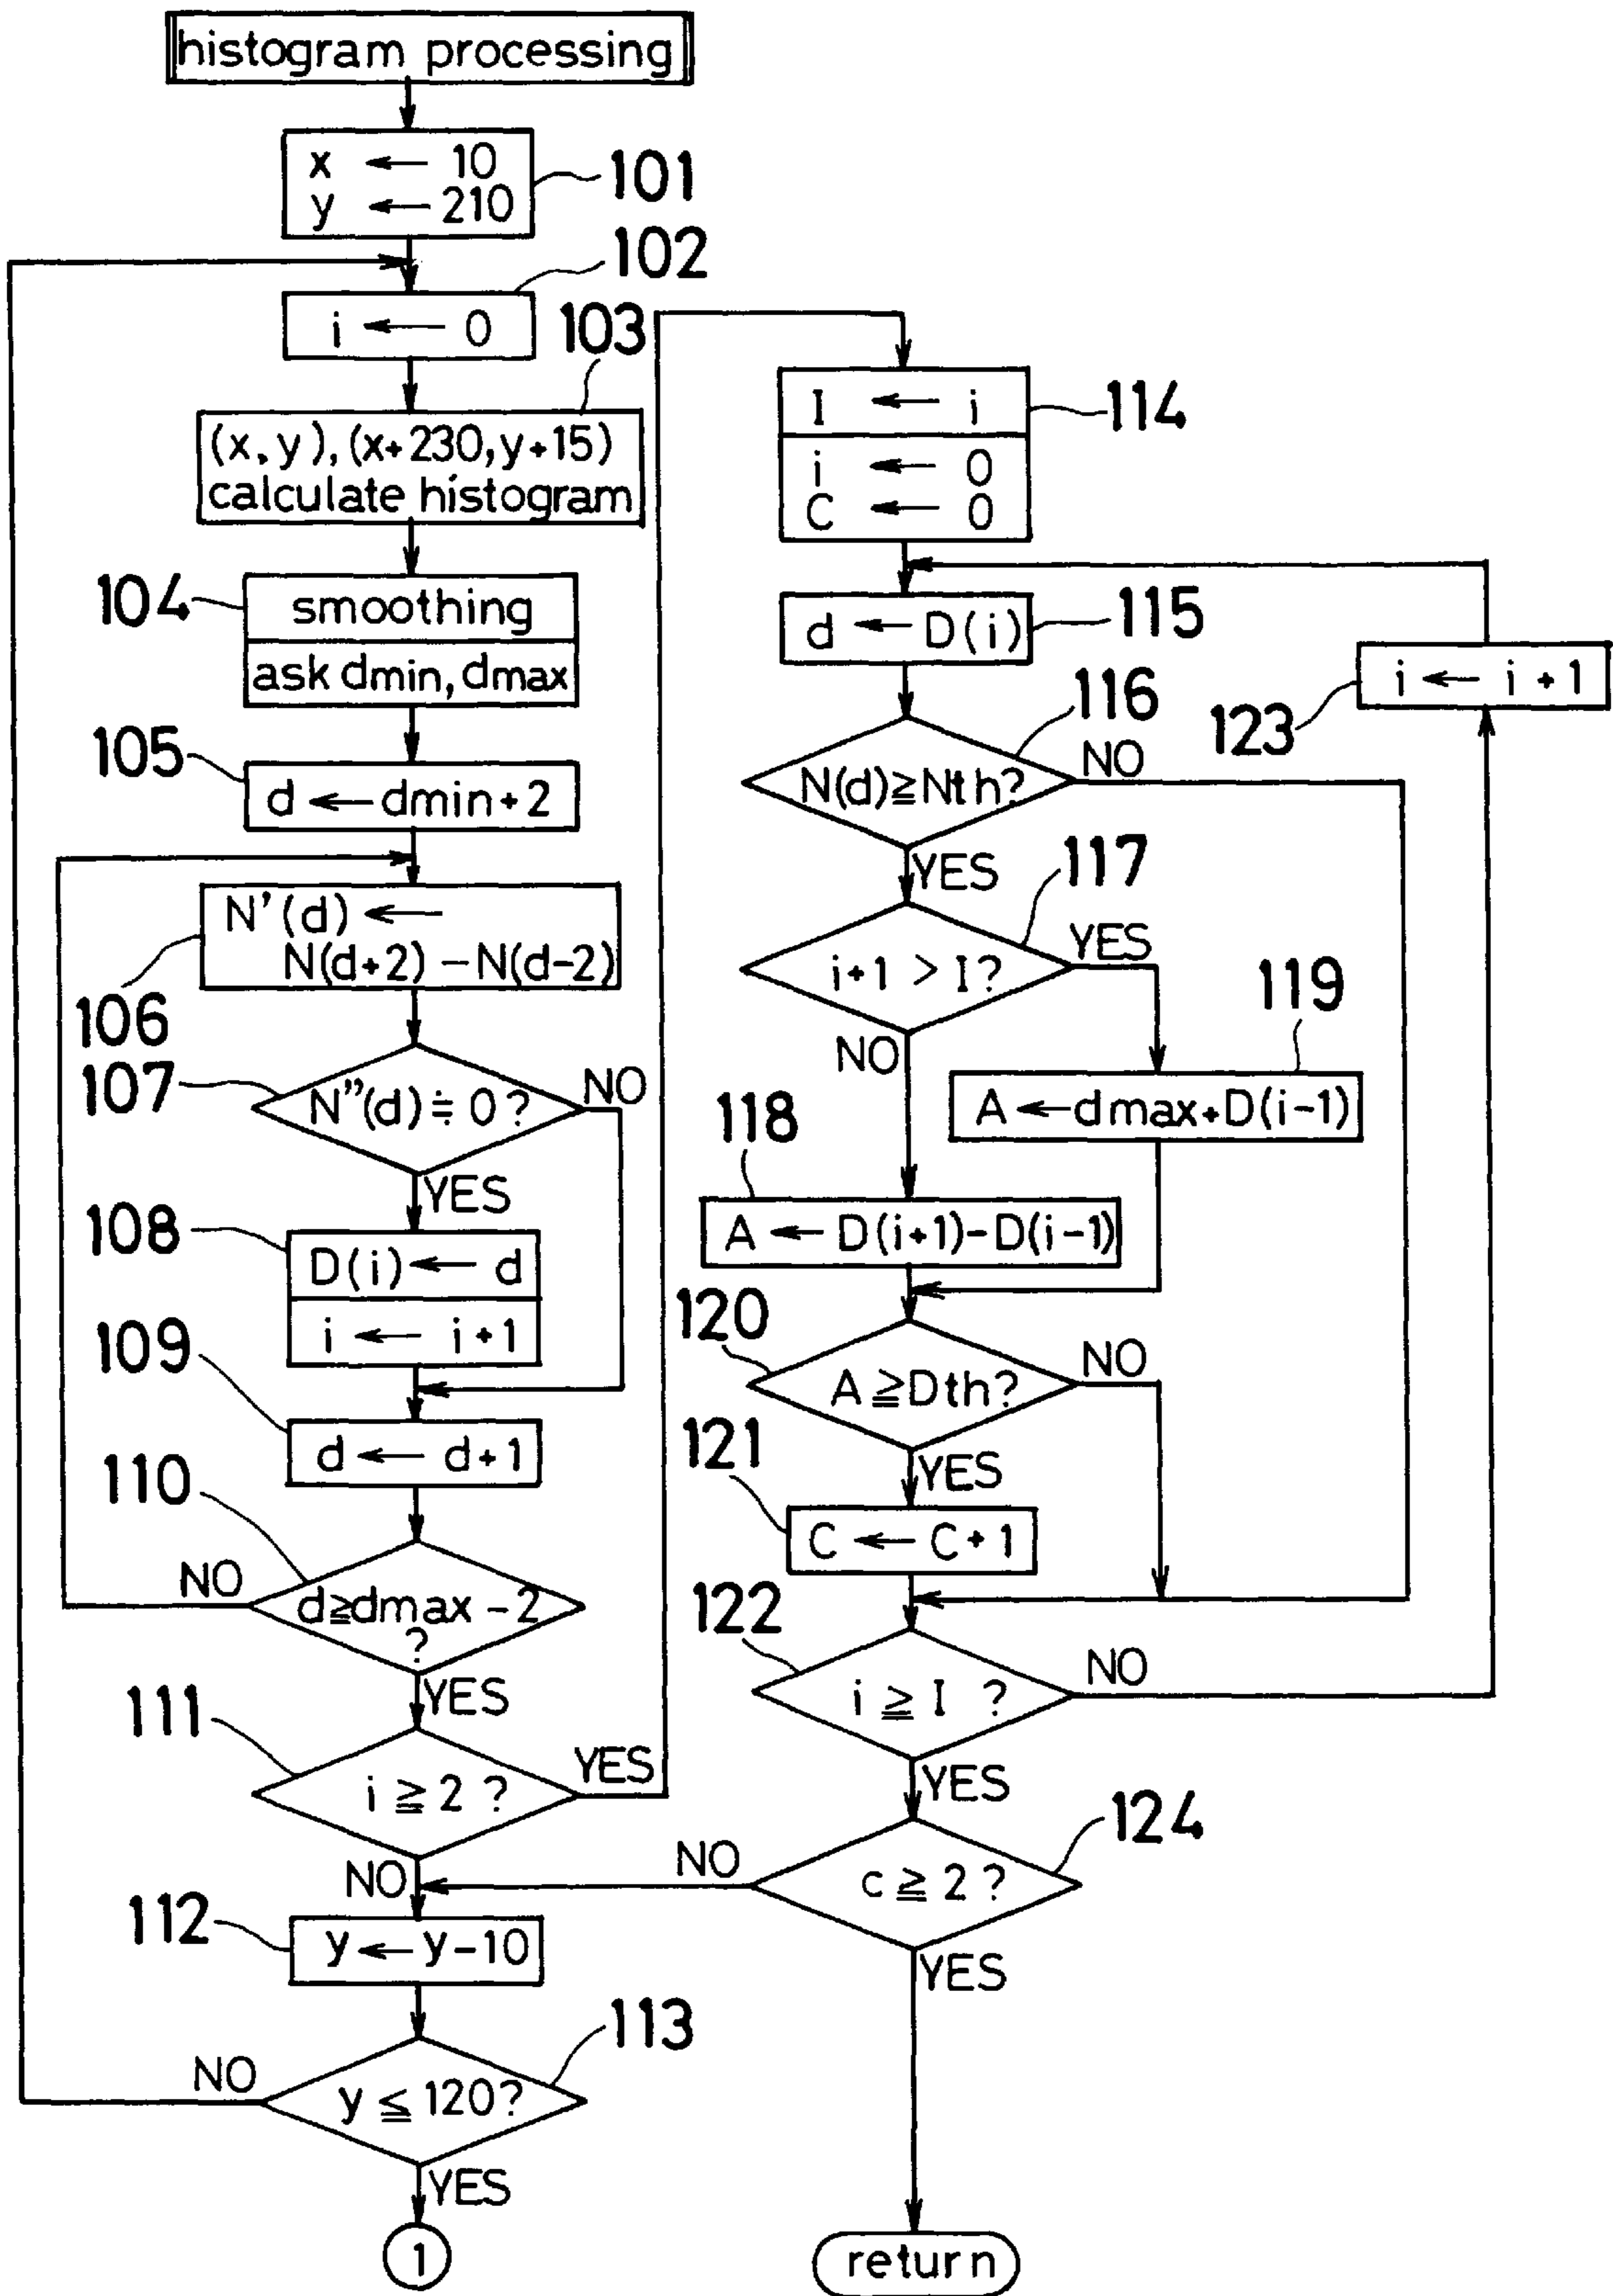 histogram processing
x ← 10
y ← 210
101
102
i ← 0
103
(x, y), (x+230, y+15)
calculate histogram
104
smoothing
ask dmin, dmax
105
d ← dmin+2
N'(d) ←
N(d+2) - N(d-2)
106
107
N"(d) ≒ 0 ?
NO
YES
108
D(i) ← d
i ← i+1
109
d ← d+1
110
NO
d ≧ dmax - 2
?
YES
111
i ≧ 2 ?
YES
NO
112
y ← y-10
113
NO
y ≦ 120?
YES
1
I ← i
i ← 0
C ← 0
114
d ← D(i)
115
116
N(d) ≧ Nth?
NO
YES
117
i+1 > I?
YES
NO
119
A ← dmax+D(i-1)
118
A ← D(i+1)-D(i-1)
120
A ≧ Dth?
NO
YES
121
C ← C+1
122
i ≧ I ?
NO
YES
123
i ← i+1
124
NO
c ≧ 2 ?
YES
return